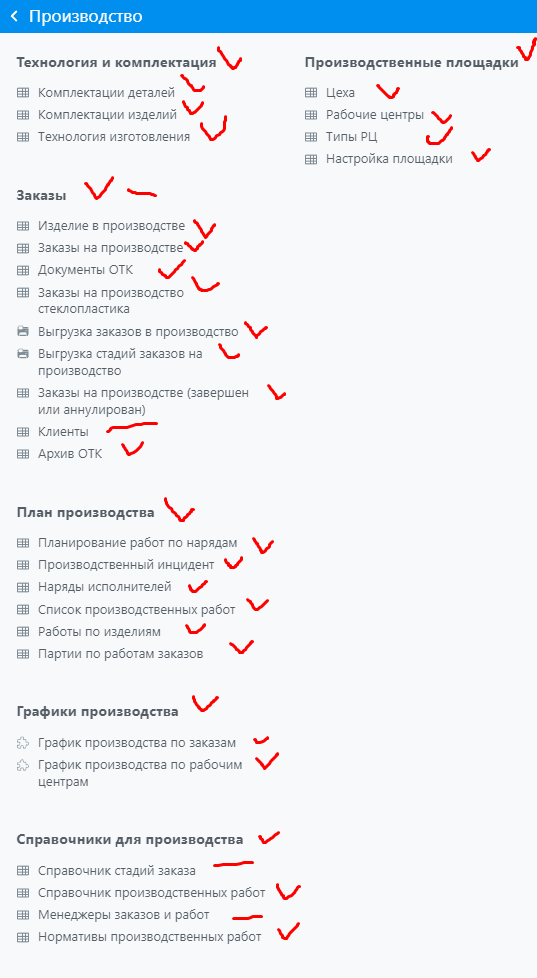 Производство
Технология и комплектация
Комплектации деталей
Комплектации изделий
Технология изготовления
Производственные площадки
Цеха
Рабочие центры
Типы РЦ
Настройка площадки
Заказы
Изделие в производстве
Заказы на производстве
Документы ОТК
Заказы на производство
стеклопластика
Выгрузка заказов в производство
Выгрузка стадий заказов на
производство
Заказы на производстве (завершен
или аннулирован)
Клиенты
Архив ОТК
План производства
Планирование работ по нарядам
Производственный инцидент
Наряды исполнителей
Список производственных работ
Работы по изделиям
Партии по работам заказов
Графики производства
График производства по заказам
График производства по рабочим
центрам
Справочники для производства
Справочник стадий заказа
Справочник производственных работ
Менеджеры заказов и работ
Нормативы производственных работ